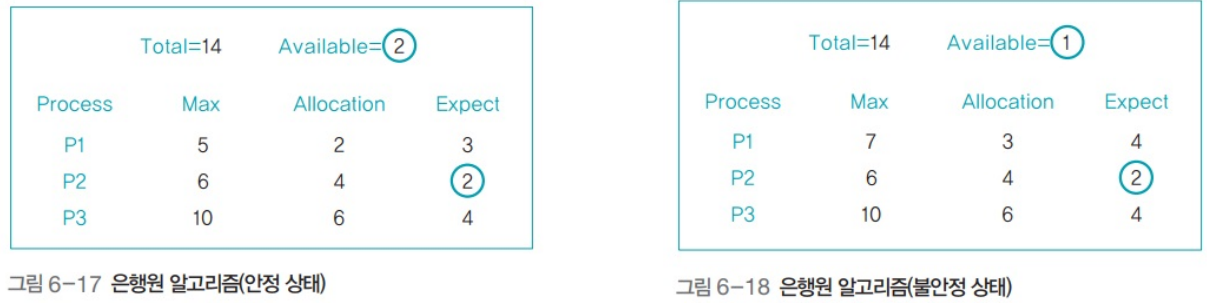 Total=14 Available=2
Process Max Allocation Expect
P1 5 2 3
P2 6 4 2
P3 10 6 4
그림 6-17 은행원 알고리즘(안정 상태)
Total=14 Available=1
Process Max Allocation Expect
P1 7 3 4
P2 6 4 2
P3 10 6 4
그림 6-18 은행원 알고리즘(불안정 상태)